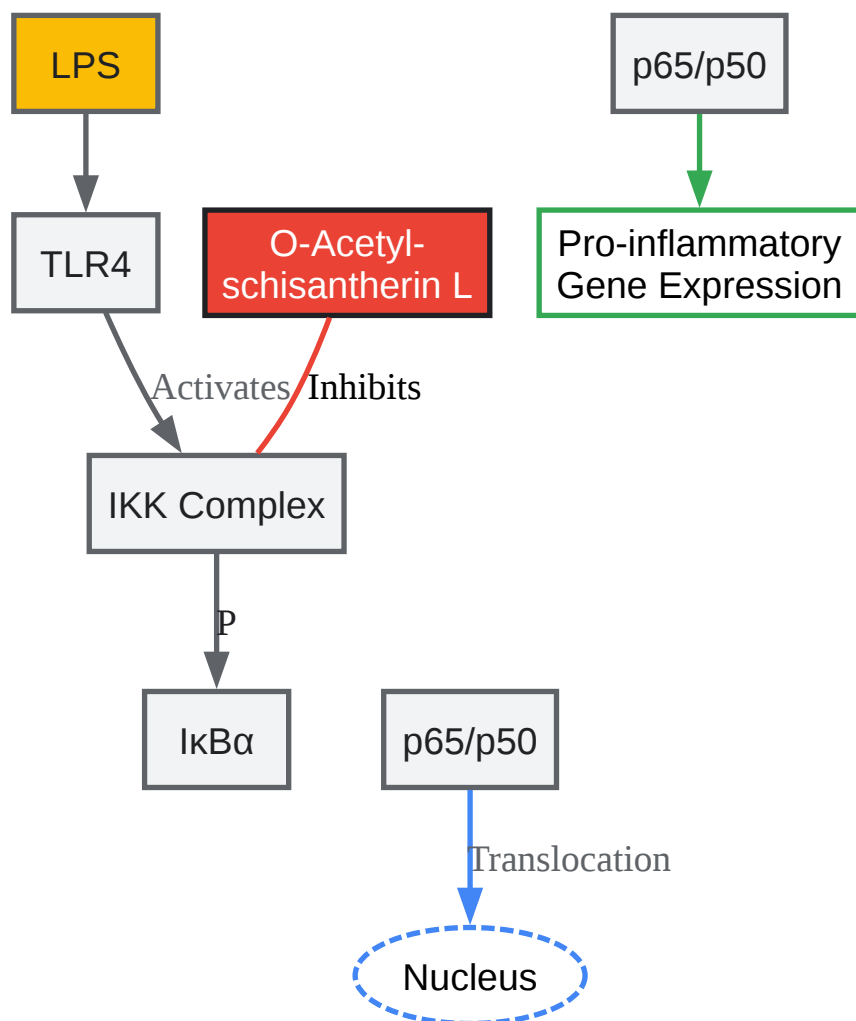 LPS
p65/p50
TLR4
O-Acetyl-
schisantherin L
Pro-inflammatory
Gene Expression
Activates
Inhibits
IKK Complex
P
IκBα
p65/p50
Translocation
Nucleus